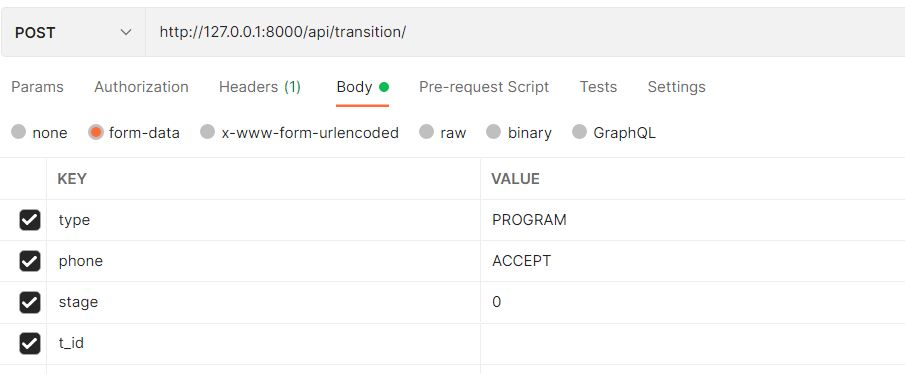 POST http://127.0.0.1:8000/api/transition/
Params Authorization Headers (1) Body Pre-request Script Tests Settings
none form-data x-www-form-urlencoded raw binary GraphQL
KEY VALUE
type PROGRAM
phone ACCEPT
stage 0
t_id